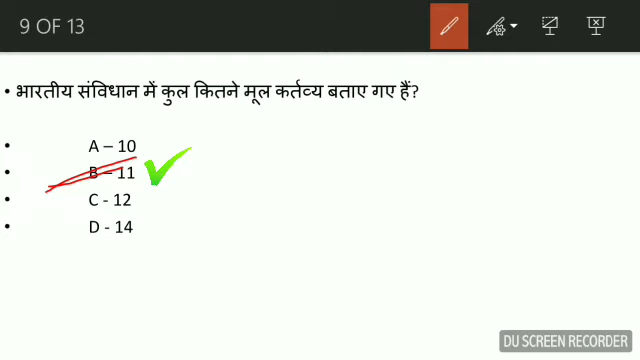 9 OF 13
• भारतीय संविधान में कुल कितने मूल कर्तव्य बताए गए हैं?
• A – 10
• B – 11
• C - 12
• D - 14
DU SCREEN RECORDER